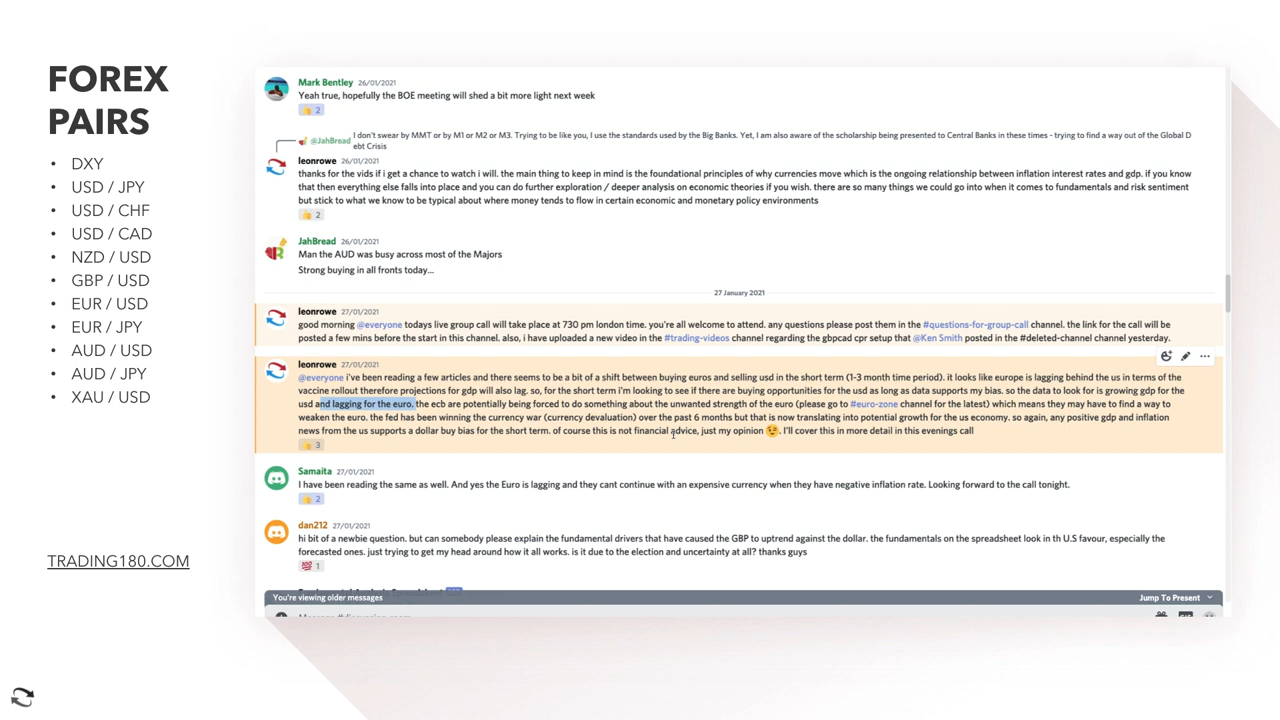 FOREX
PAIRS
• DXY
• USD / JPY
• USD / CHF
• USD / CAD
• NZD / USD
• GBP / USD
• EUR / USD
• EUR / JPY
• AUD / USD
• AUD / JPY
• XAU / USD
TRADING180.COM
Mark Bentley 26/01/2021
Yeah true, hopefully the BOE meeting will shed a bit more light next week
👍 2
@JahBread I don't swear by MMT or by M1 or M2 or M3. Trying to be like you, I use the standards used by the Big Banks. Yet, I am also aware of the scholarship being presented to Central Banks in these times - trying to find a way out of the Global D
ebt Crisis
leonrowe 26/01/2021
thanks for the vids if i get a chance to watch i will. the main thing to keep in mind is the foundational principles of why currencies move which is the ongoing relationship between inflation interest rates and gdp. if you know
that then everything else falls into place and you can do further exploration / deeper analysis on economic theories if you wish. there are so many things we could go into when it comes to fundamentals and risk sentiment
but stick to what we know to be typical about where money tends to flow in certain economic and monetary policy environments
👍 2
JahBread 26/01/2021
Man the AUD was busy across most of the Majors
Strong buying in all fronts today...
27 January 2021
leonrowe 27/01/2021
good morning @everyone todays live group call will take place at 730 pm london time. you're all welcome to attend. any questions please post them in the #questions-for-group-call channel. the link for the call will be
posted a few mins before the start in this channel. also, i have uploaded a new video in the #trading-videos channel regarding the gbpcad cpr setup that @Ken Smith posted in the #deleted-channel channel yesterday.
leonrowe 27/01/2021
@everyone i've been reading a few articles and there seems to be a bit of a shift between buying euros and selling usd in the short term (1-3 month time period). it looks like europe is lagging behind the us in terms of the
vaccine rollout therefore projections for gdp will also lag. so, for the short term i'm looking to see if there are buying opportunities for the usd as long as data supports my bias. so the data to look for is growing gdp for the
usd and lagging for the euro. the ecb are potentially being forced to do something about the unwanted strength of the euro (please go to #euro-zone channel for the latest) which means they may have to find a way to
weaken the euro. the fed has been winning the currency war (currency devaluation) over the past 6 months but that is now translating into potential growth for the us economy. so again, any positive gdp and inflation
news from the us supports a dollar buy bias for the short term. of course this is not financial advice, just my opinion 😉. I'll cover this in more detail in this evenings call
👍 3
Samaita 27/01/2021
I have been reading the same as well. And yes the Euro is lagging and they cant continue with an expensive currency when they have negative inflation rate. Looking forward to the call tonight.
👍 2
dan212 27/01/2021
hi bit of a newbie question. but can somebody please explain the fundamental drivers that have caused the GBP to uptrend against the dollar. the fundamentals on the spreadsheet look in th U.S favour, especially the
forecasted ones. just trying to get my head around how it all works. is it due to the election and uncertainty at all? thanks guys
💯 1
You're viewing older messages
Jump To Present